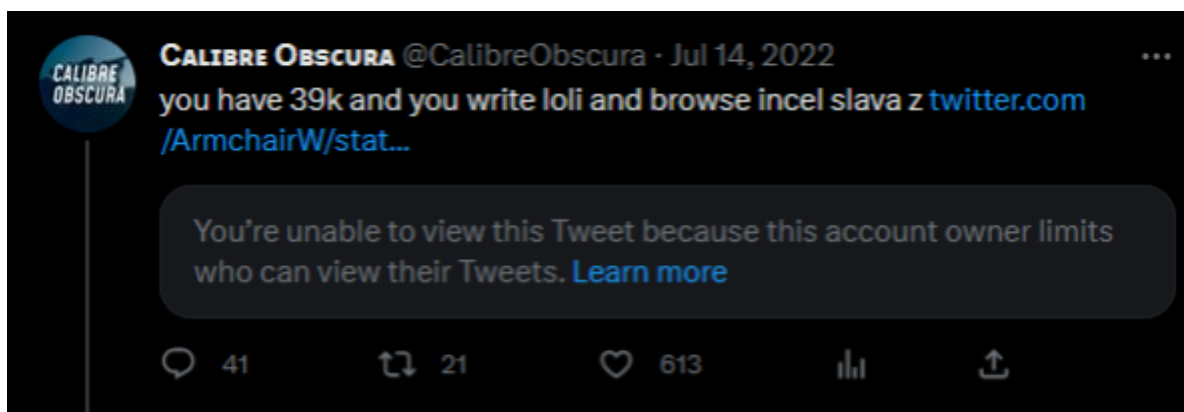 CALIBRE
OBSCURA
Calibre Obscura @CalibreObscura · Jul 14, 2022
you have 39k and you write loli and browse incel slava z twitter.com
/ArmchairW/stat...
You're unable to view this Tweet because this account owner limits
who can view their Tweets. Learn more
41 21 613